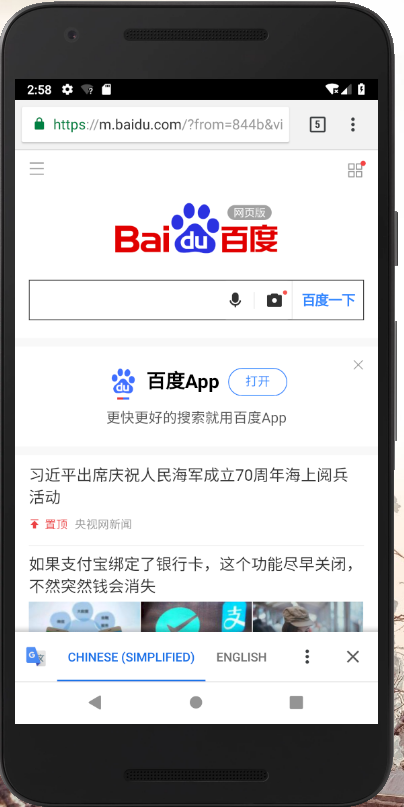 2:58
https://m.baidu.com/?from=844b&vi
5
网页版
Bai du 百度
百度一下
du
百度App
打开
更快更好的搜索就用百度App
习近平出席庆祝人民海军成立70周年海上阅兵
活动
置顶 央视网新闻
如果支付宝绑定了银行卡，这个功能尽早关闭，
不然突然钱会消失
支
CHINESE (SIMPLIFIED)
ENGLISH